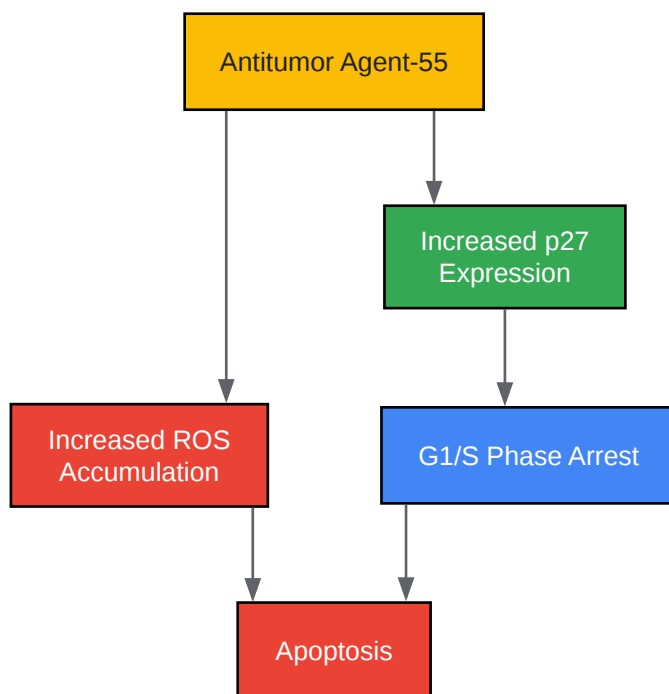 Antitumor Agent-55
Increased p27
Expression
Increased ROS
Accumulation
G1/S Phase Arrest
Apoptosis